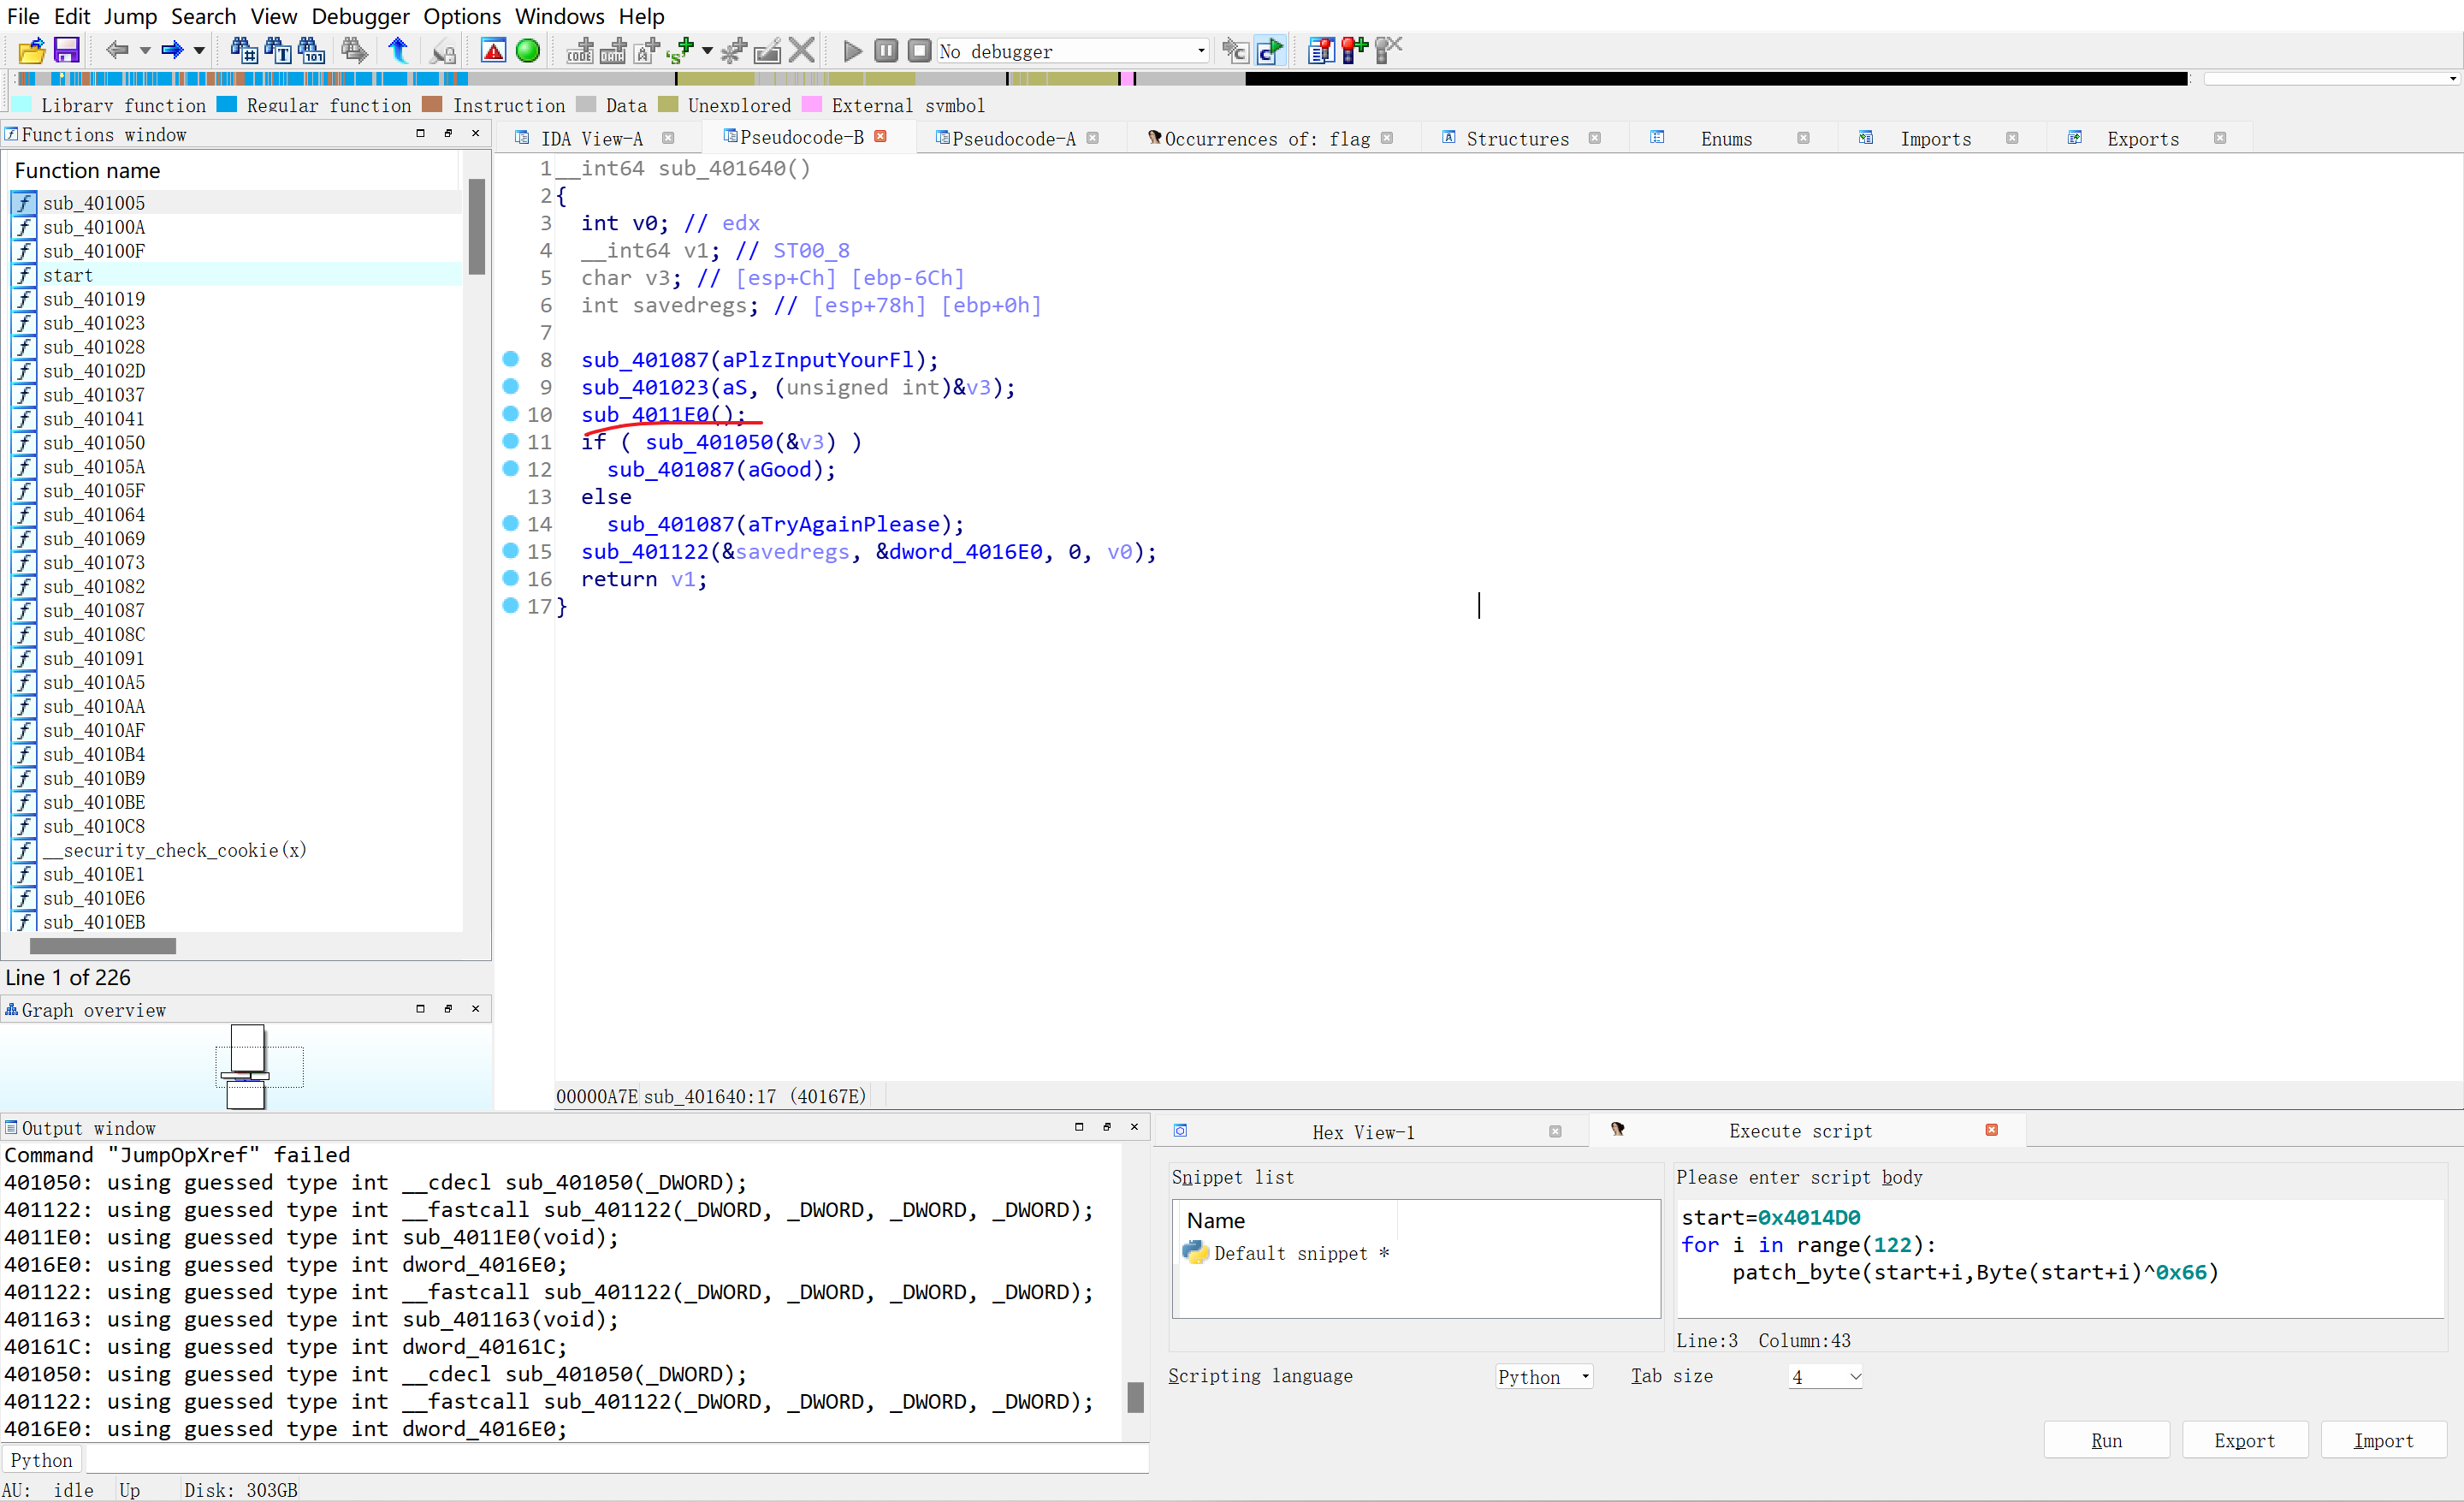 File Edit Jump Search View Debugger Options Windows Help
No debugger
Library function Regular function Instruction Data Unexplored External symbol
Functions window
Function name
sub_401005
sub_40100A
sub_40100F
start
sub_401019
sub_401023
sub_401028
sub_40102D
sub_401037
sub_401041
sub_401050
sub_40105A
sub_40105F
sub_401064
sub_401069
sub_401073
sub_401082
sub_401087
sub_40108C
sub_401091
sub_4010A5
sub_4010AA
sub_4010AF
sub_4010B4
sub_4010B9
sub_4010BE
sub_4010C8
__security_check_cookie(x)
sub_4010E1
sub_4010E6
sub_4010EB
Line 1 of 226
Graph overview
IDA View-A Pseudocode-B Pseudocode-A Occurrences of: flag Structures Enums Imports Exports
1 __int64 sub_401640()
2 {
3 int v0; // edx
4 __int64 v1; // ST00_8
5 char v3; // [esp+Ch] [ebp-6Ch]
6 int savedregs; // [esp+78h] [ebp+0h]
7
8 sub_401087(aPlzInputYourFl);
9 sub_401023(aS, (unsigned int)&v3);
10 sub_4011E0();
11 if ( sub_401050(&v3) )
12 sub_401087(aGood);
13 else
14 sub_401087(aTryAgainPlease);
15 sub_401122(&savedregs, &dword_4016E0, 0, v0);
16 return v1;
17 }
00000A7E sub_401640:17 (40167E)
Output window
Command "JumpOpXref" failed
401050: using guessed type int __cdecl sub_401050(_DWORD);
401122: using guessed type int __fastcall sub_401122(_DWORD, _DWORD, _DWORD, _DWORD);
4011E0: using guessed type int sub_4011E0(void);
4016E0: using guessed type int dword_4016E0;
401122: using guessed type int __fastcall sub_401122(_DWORD, _DWORD, _DWORD, _DWORD);
401163: using guessed type int sub_401163(void);
40161C: using guessed type int dword_40161C;
401050: using guessed type int __cdecl sub_401050(_DWORD);
401122: using guessed type int __fastcall sub_401122(_DWORD, _DWORD, _DWORD, _DWORD);
4016E0: using guessed type int dword_4016E0;
Python
AU: idle Up Disk: 303GB
Hex View-1 Execute script
Snippet list
Name
Default snippet *
Please enter script body
start=0x4014D0
for i in range(122):
patch_byte(start+i,Byte(start+i)^0x66)
Line:3 Column:43
Scripting language Python Tab size 4
Run Export Import